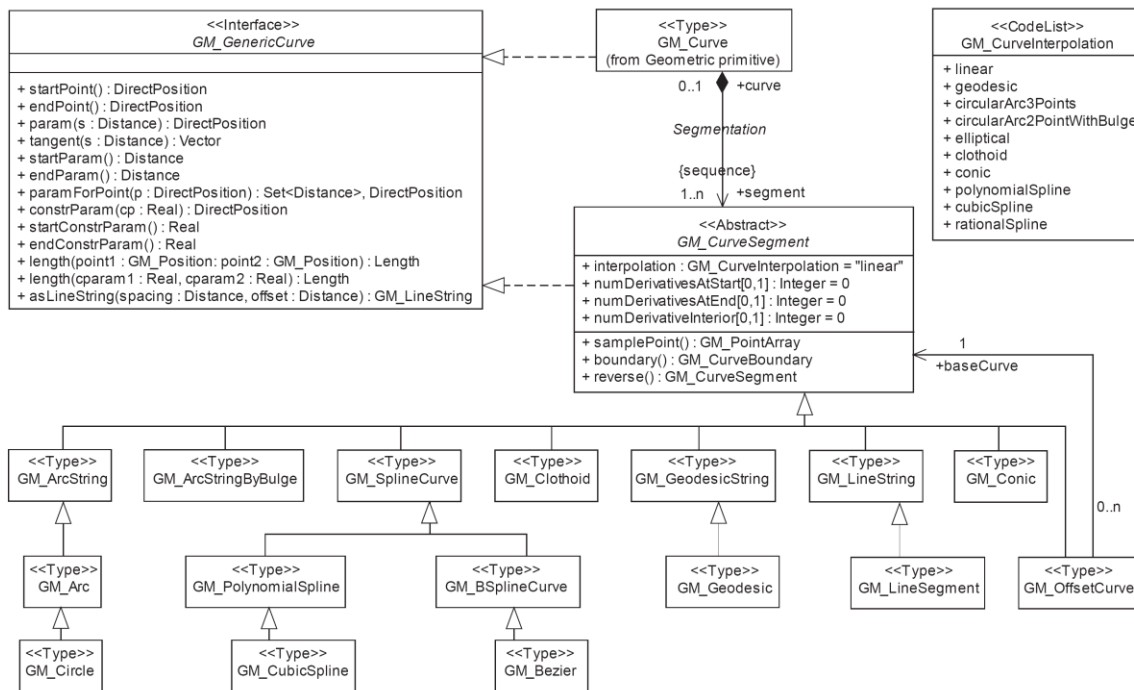 <<Interface>>
GM_GenericCurve
+ startPoint() : DirectPosition
+ endPoint() : DirectPosition
+ param(s : Distance) : DirectPosition
+ tangent(s : Distance) : Vector
+ startParam() : Distance
+ endParam() : Distance
+ paramForPoint(p : DirectPosition) : Set<Distance>, DirectPosition
+ constrParam(cp : Real) : DirectPosition
+ startConstrParam() : Real
+ endConstrParam() : Real
+ length(point1 : GM_Position: point2 : GM_Position) : Length
+ length(cparam1 : Real, cparam2 : Real) : Length
+ asLineString(spacing : Distance, offset : Distance) : GM_LineString
<<Type>>
GM_Curve
(from Geometric primitive)
0..1
+curve
Segmentation
{sequence}
1..n
+segment
<<CodeList>>
GM_CurveInterpolation
+ linear
+ geodesic
+ circularArc3Points
+ circularArc2PointWithBulge
+ elliptical
+ clothoid
+ conic
+ polynomialSpline
+ cubicSpline
+ rationalSpline
<<Abstract>>
GM_CurveSegment
+ interpolation : GM_CurveInterpolation = "linear"
+ numDerivativesAtStart[0,1] : Integer = 0
+ numDerivativesAtEnd[0,1] : Integer = 0
+ numDerivativeInterior[0,1] : Integer = 0
+ samplePoint() : GM_PointArray
+ boundary() : GM_CurveBoundary
+ reverse() : GM_CurveSegment
1
+baseCurve
<<Type>>
GM_ArcString
<<Type>>
GM_ArcStringByBulge
<<Type>>
GM_SplineCurve
<<Type>>
GM_Clothoid
<<Type>>
GM_GeodesicString
<<Type>>
GM_LineString
<<Type>>
GM_Conic
0..n
<<Type>>
GM_Arc
<<Type>>
GM_PolynomialSpline
<<Type>>
GM_BSplineCurve
<<Type>>
GM_Geodesic
<<Type>>
GM_LineSegment
<<Type>>
GM_OffsetCurve
<<Type>>
GM_Circle
<<Type>>
GM_CubicSpline
<<Type>>
GM_Bezier